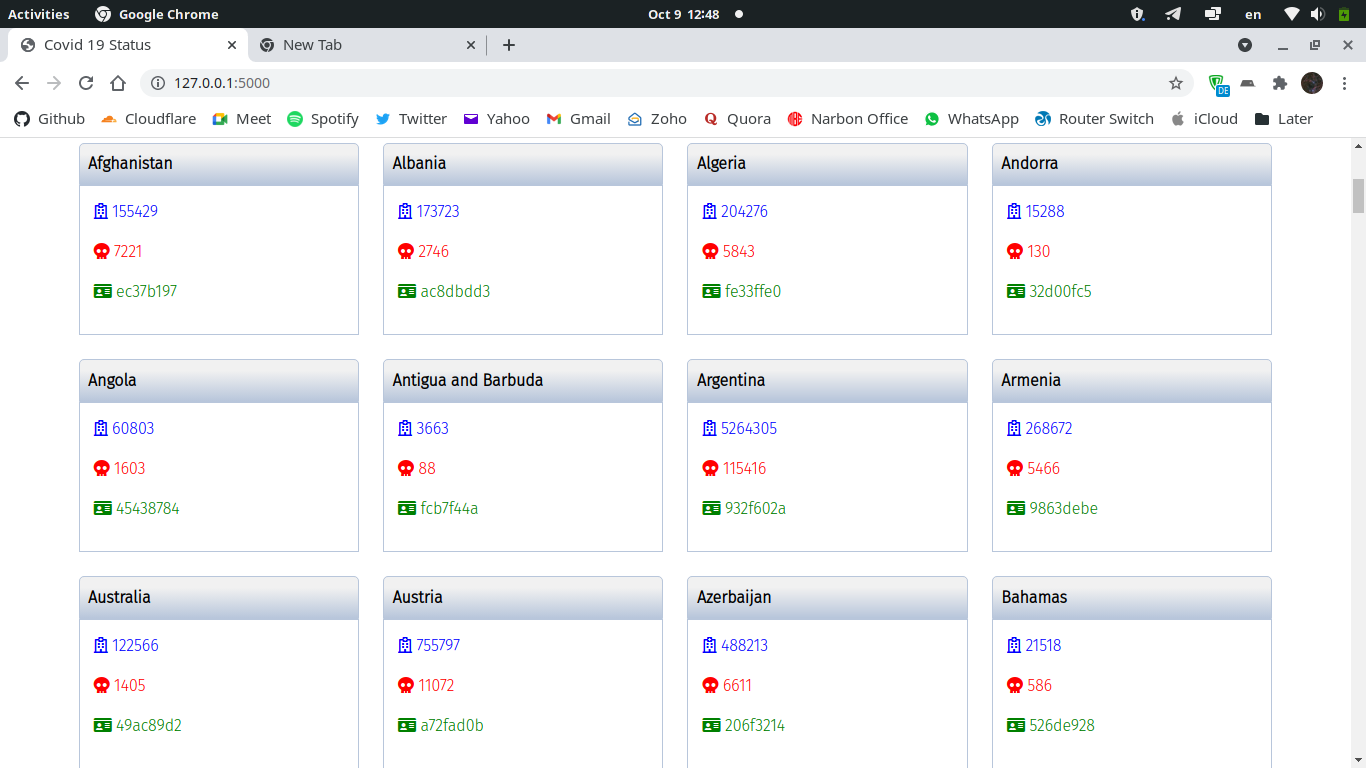 Activities Google Chrome Oct 9 12:48 en
Covid 19 Status New Tab
127.0.0.1:5000 DE
Github Cloudflare Meet Spotify Twitter Yahoo Gmail Zoho Quora Narbon Office WhatsApp Router Switch iCloud Later
Afghanistan Albania Algeria Andorra
155429 173723 204276 15288
7221 2746 5843 130
ec37b197 ac8dbdd3 fe33ffe0 32d00fc5
Angola Antigua and Barbuda Argentina Armenia
60803 3663 5264305 268672
1603 88 115416 5466
45438784 fcb7f44a 932f602a 9863debe
Australia Austria Azerbaijan Bahamas
122566 755797 488213 21518
1405 11072 6611 586
49ac89d2 a72fad0b 206f3214 526de928